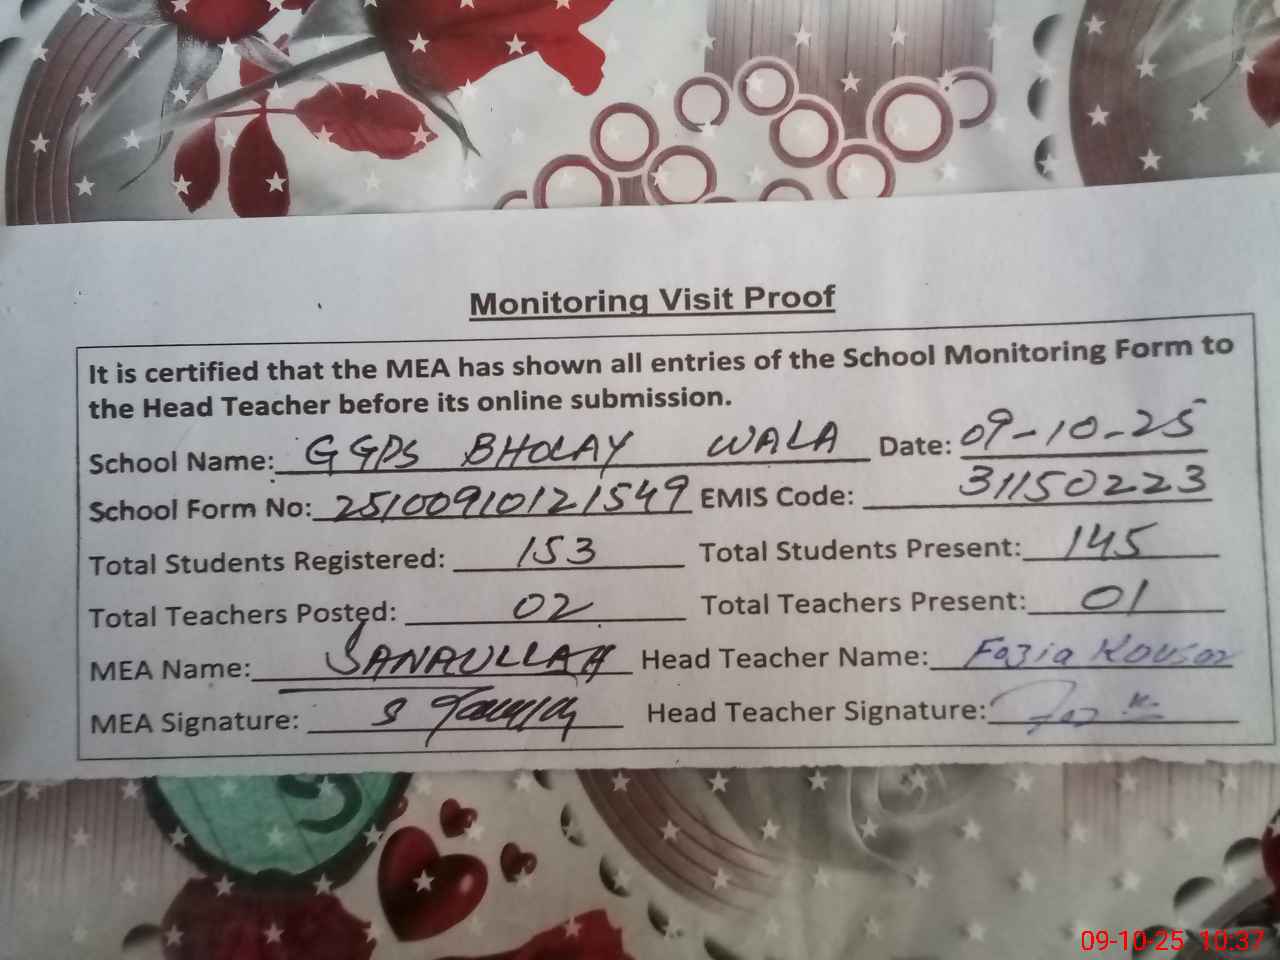 Monitoring Visit Proof
It is certified that the MEA has shown all entries of the School Monitoring Form to
the Head Teacher before its online submission.
School Name: GGPS BHOLAY WALA Date: 09-10-25
School Form No: 25100910121549 EMIS Code: 31150223
Total Students Registered: 153 Total Students Present: 145
Total Teachers Posted: 02 Total Teachers Present: 01
MEA Name: SANAULLAH Head Teacher Name: Fazia Kousar
MEA Signature: Head Teacher Signature:
09-10-25 10:37